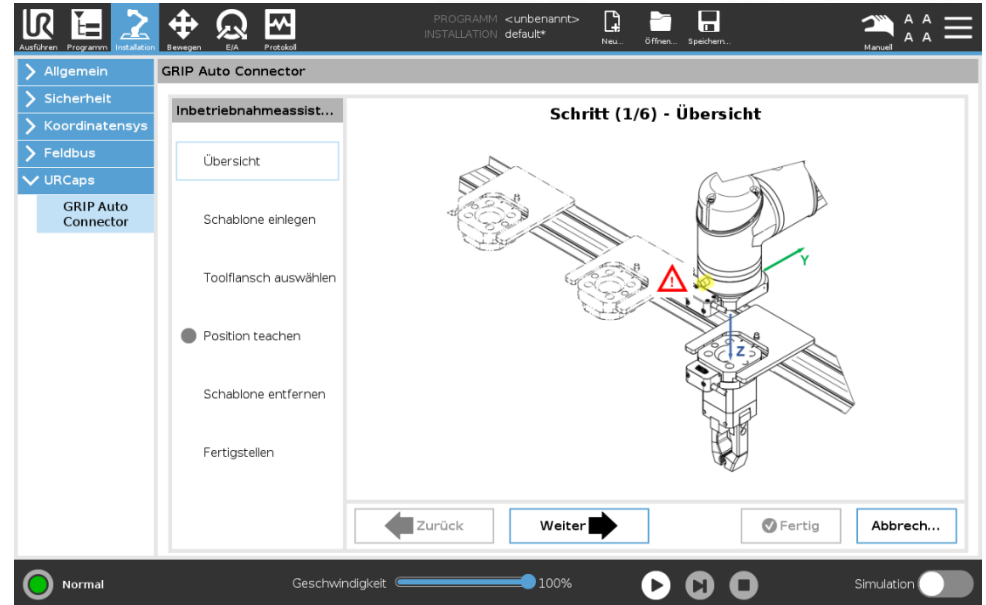 UR
PROGRAMM <unbenannt>
INSTALLATION default*
Ausführen Programm Installation Bewegen E/A Protokoll
Neu... Öffnen... Speichern...
Manuell
A A
A A
Allgemein
Sicherheit
Koordinatensys
Feldbus
URCaps
GRIP Auto
Connector
GRIP Auto Connector
Inbetriebnahmeassist...
Übersicht
Schablone einlegen
Toolflansch auswählen
Position teachen
Schablone entfernen
Fertigstellen
Schritt (1/6) - Übersicht
Y
!
Z
Zurück
Weiter
Fertig
Abbrech...
Normal
Geschwindigkeit
100%
Simulation